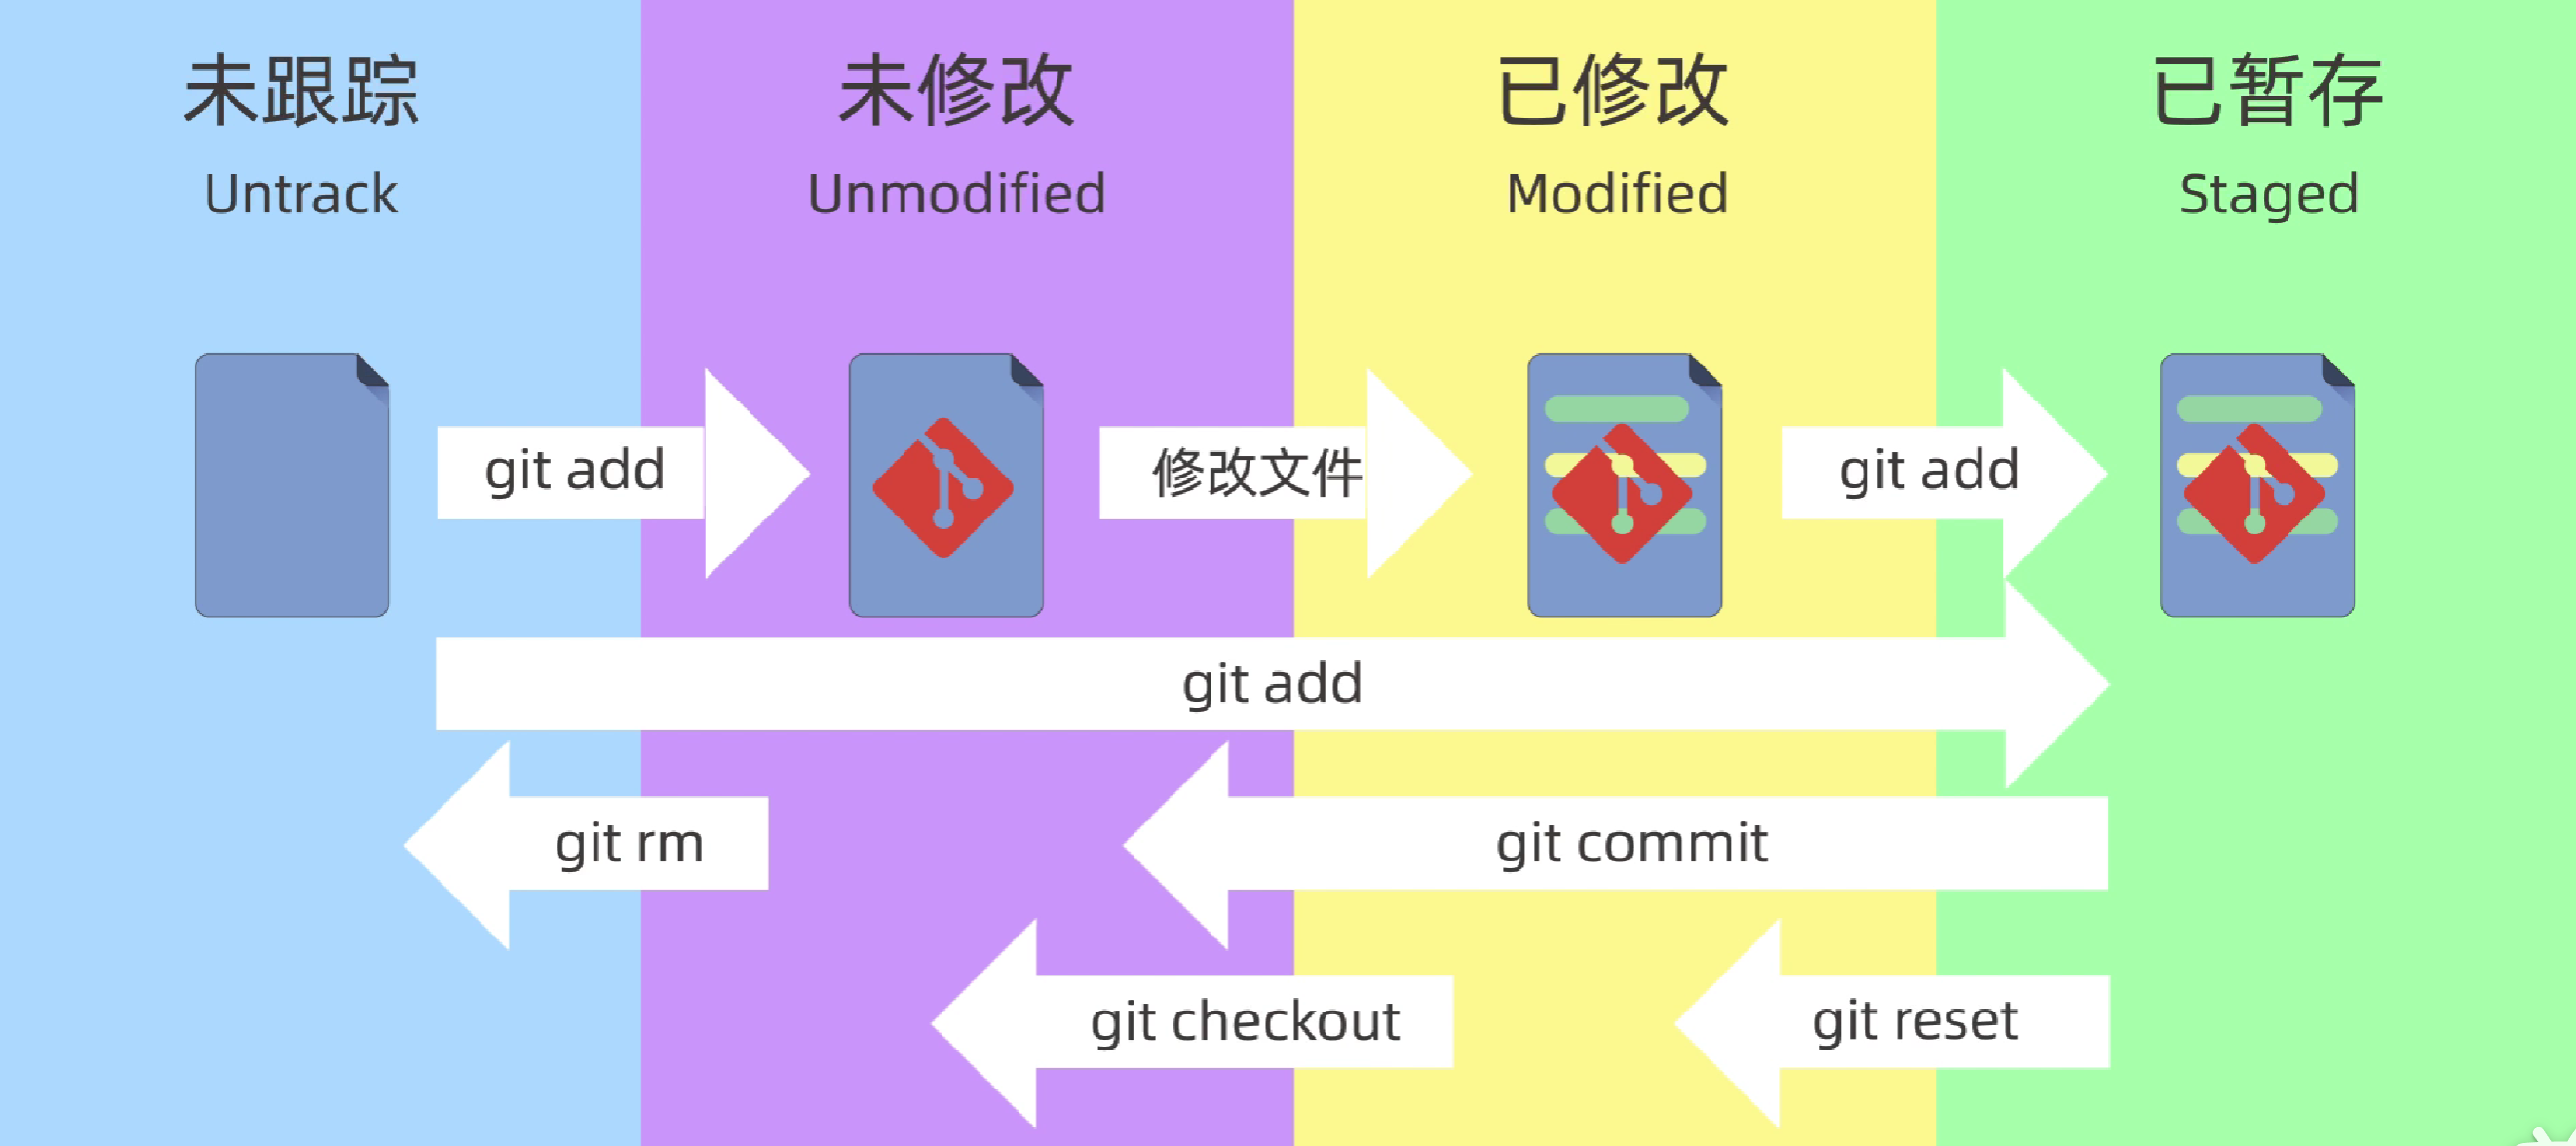 未跟踪
Untrack
未修改
Unmodified
已修改
Modified
已暂存
Staged
git add
修改文件
git add
git add
git rm
git commit
git checkout
git reset